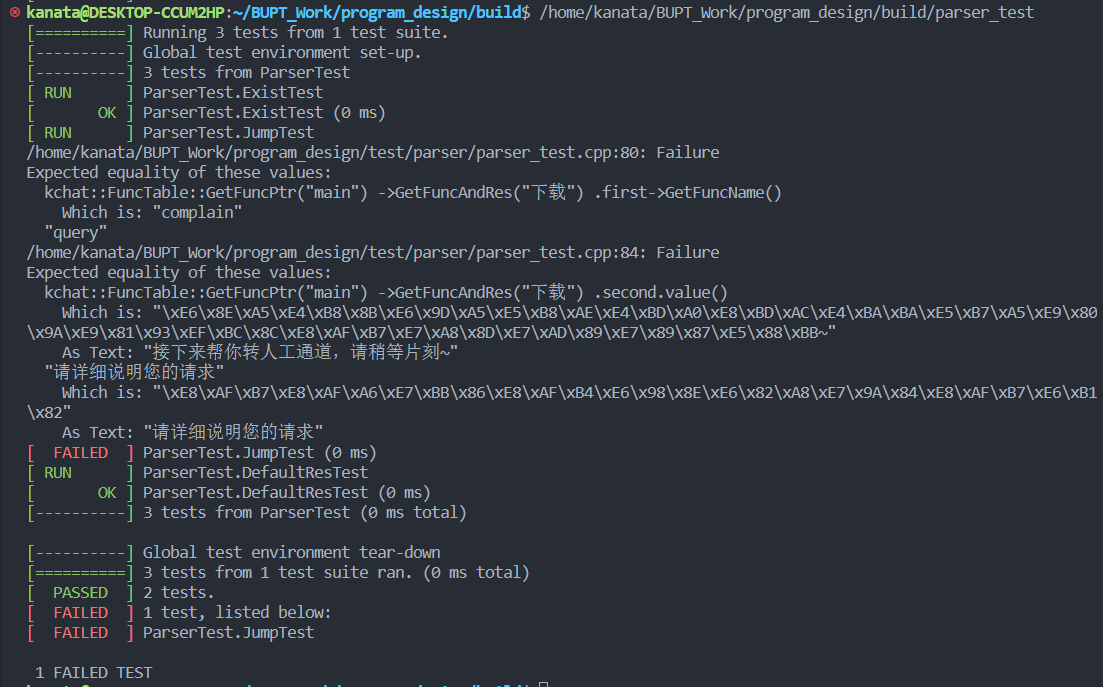 kanata@DESKTOP-CCUM2HP:~/BUPT_Work/program_design/build$ /home/kanata/BUPT_Work/program_design/build/parser_test
[==========] Running 3 tests from 1 test suite.
[----------] Global test environment set-up.
[----------] 3 tests from ParserTest
[ RUN      ] ParserTest.ExistTest
[       OK ] ParserTest.ExistTest (0 ms)
[ RUN      ] ParserTest.JumpTest
/home/kanata/BUPT_Work/program_design/test/parser/parser_test.cpp:80: Failure
Expected equality of these values:
  kchat::FuncTable::GetFuncPtr("main") ->GetFuncAndRes("下载") .first->GetFuncName()
    Which is: "complain"
  "query"
/home/kanata/BUPT_Work/program_design/test/parser/parser_test.cpp:84: Failure
Expected equality of these values:
  kchat::FuncTable::GetFuncPtr("main") ->GetFuncAndRes("下载") .second.value()
    Which is: "\xE6\x8E\xA5\xE4\xB8\x8B\xE6\x9D\xA5\xE5\xB8\xAE\xE4\xBD\xA0\xE8\xBD\xAC\xE4\xBA\xBA\xE5\xB7\xA5\xE9\x80
\x9A\xE9\x81\x93\xEF\xBC\x8C\xE8\xAF\xB7\xE7\xA8\x8D\xE7\xAD\x89\xE7\x89\x87\xE5\x88\xBB~"
    As Text: "接下来帮你转人工通道，请稍等片刻~"
  "请详细说明您的请求"
    Which is: "\xE8\xAF\xB7\xE8\xAF\xA6\xE7\xBB\x86\xE8\xAF\xB4\xE6\x98\x8E\xE6\x82\xA8\xE7\x9A\x84\xE8\xAF\xB7\xE6\xB1
\x82"
    As Text: "请详细说明您的请求"
[  FAILED  ] ParserTest.JumpTest (0 ms)
[ RUN      ] ParserTest.DefaultResTest
[       OK ] ParserTest.DefaultResTest (0 ms)
[----------] 3 tests from ParserTest (0 ms total)
[----------] Global test environment tear-down
[==========] 3 tests from 1 test suite ran. (0 ms total)
[  PASSED  ] 2 tests.
[  FAILED  ] 1 test, listed below:
[  FAILED  ] ParserTest.JumpTest
 1 FAILED TEST